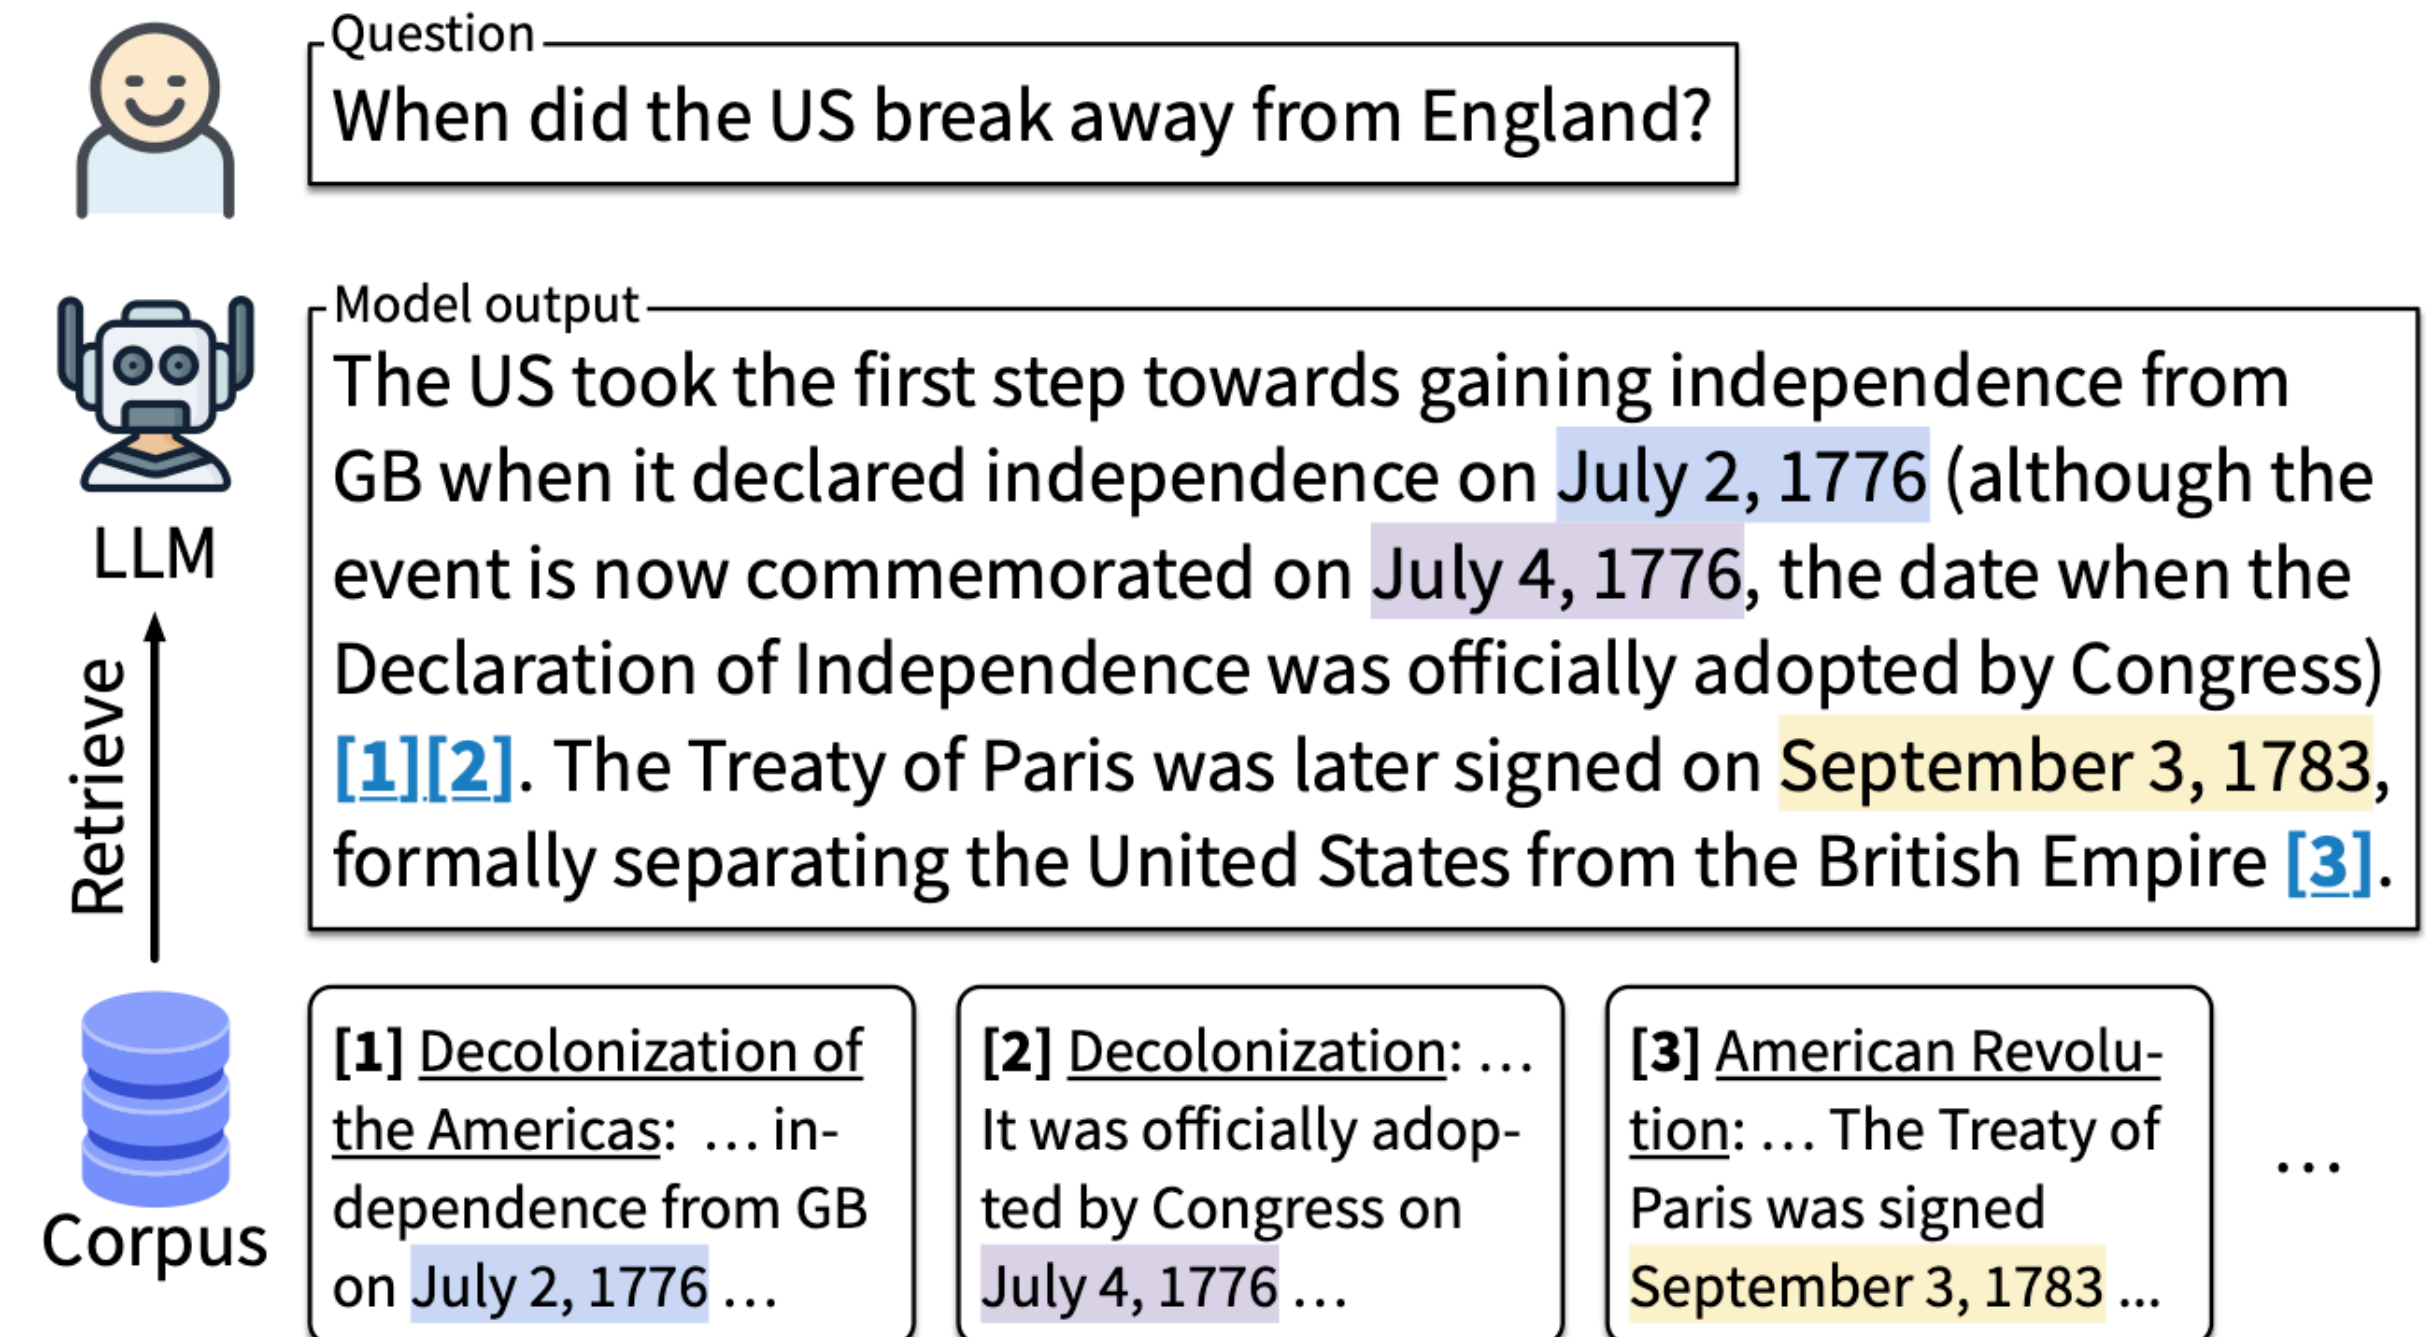 Question
When did the US break away from England?
Model output
The US took the first step towards gaining independence from
GB when it declared independence on July 2, 1776 (although the
event is now commemorated on July 4, 1776, the date when the
Declaration of Independence was officially adopted by Congress)
[1][2]. The Treaty of Paris was later signed on September 3, 1783,
formally separating the United States from the British Empire [3].
LLM
Retrieve
Corpus
[1] Decolonization of
the Americas: … in-
dependence from GB
on July 2, 1776 …
[2] Decolonization: …
It was officially adop-
ted by Congress on
July 4, 1776 …
[3] American Revolu-
tion: … The Treaty of
Paris was signed
September 3, 1783 ...
…